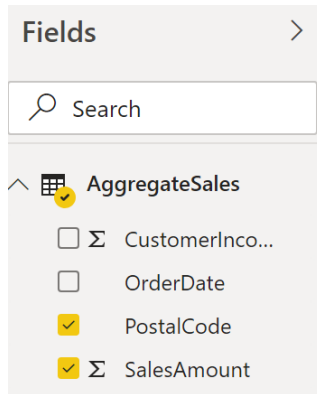 Fields
Search
AggregateSales
Σ CustomerInco...
OrderDate
PostalCode
Σ SalesAmount